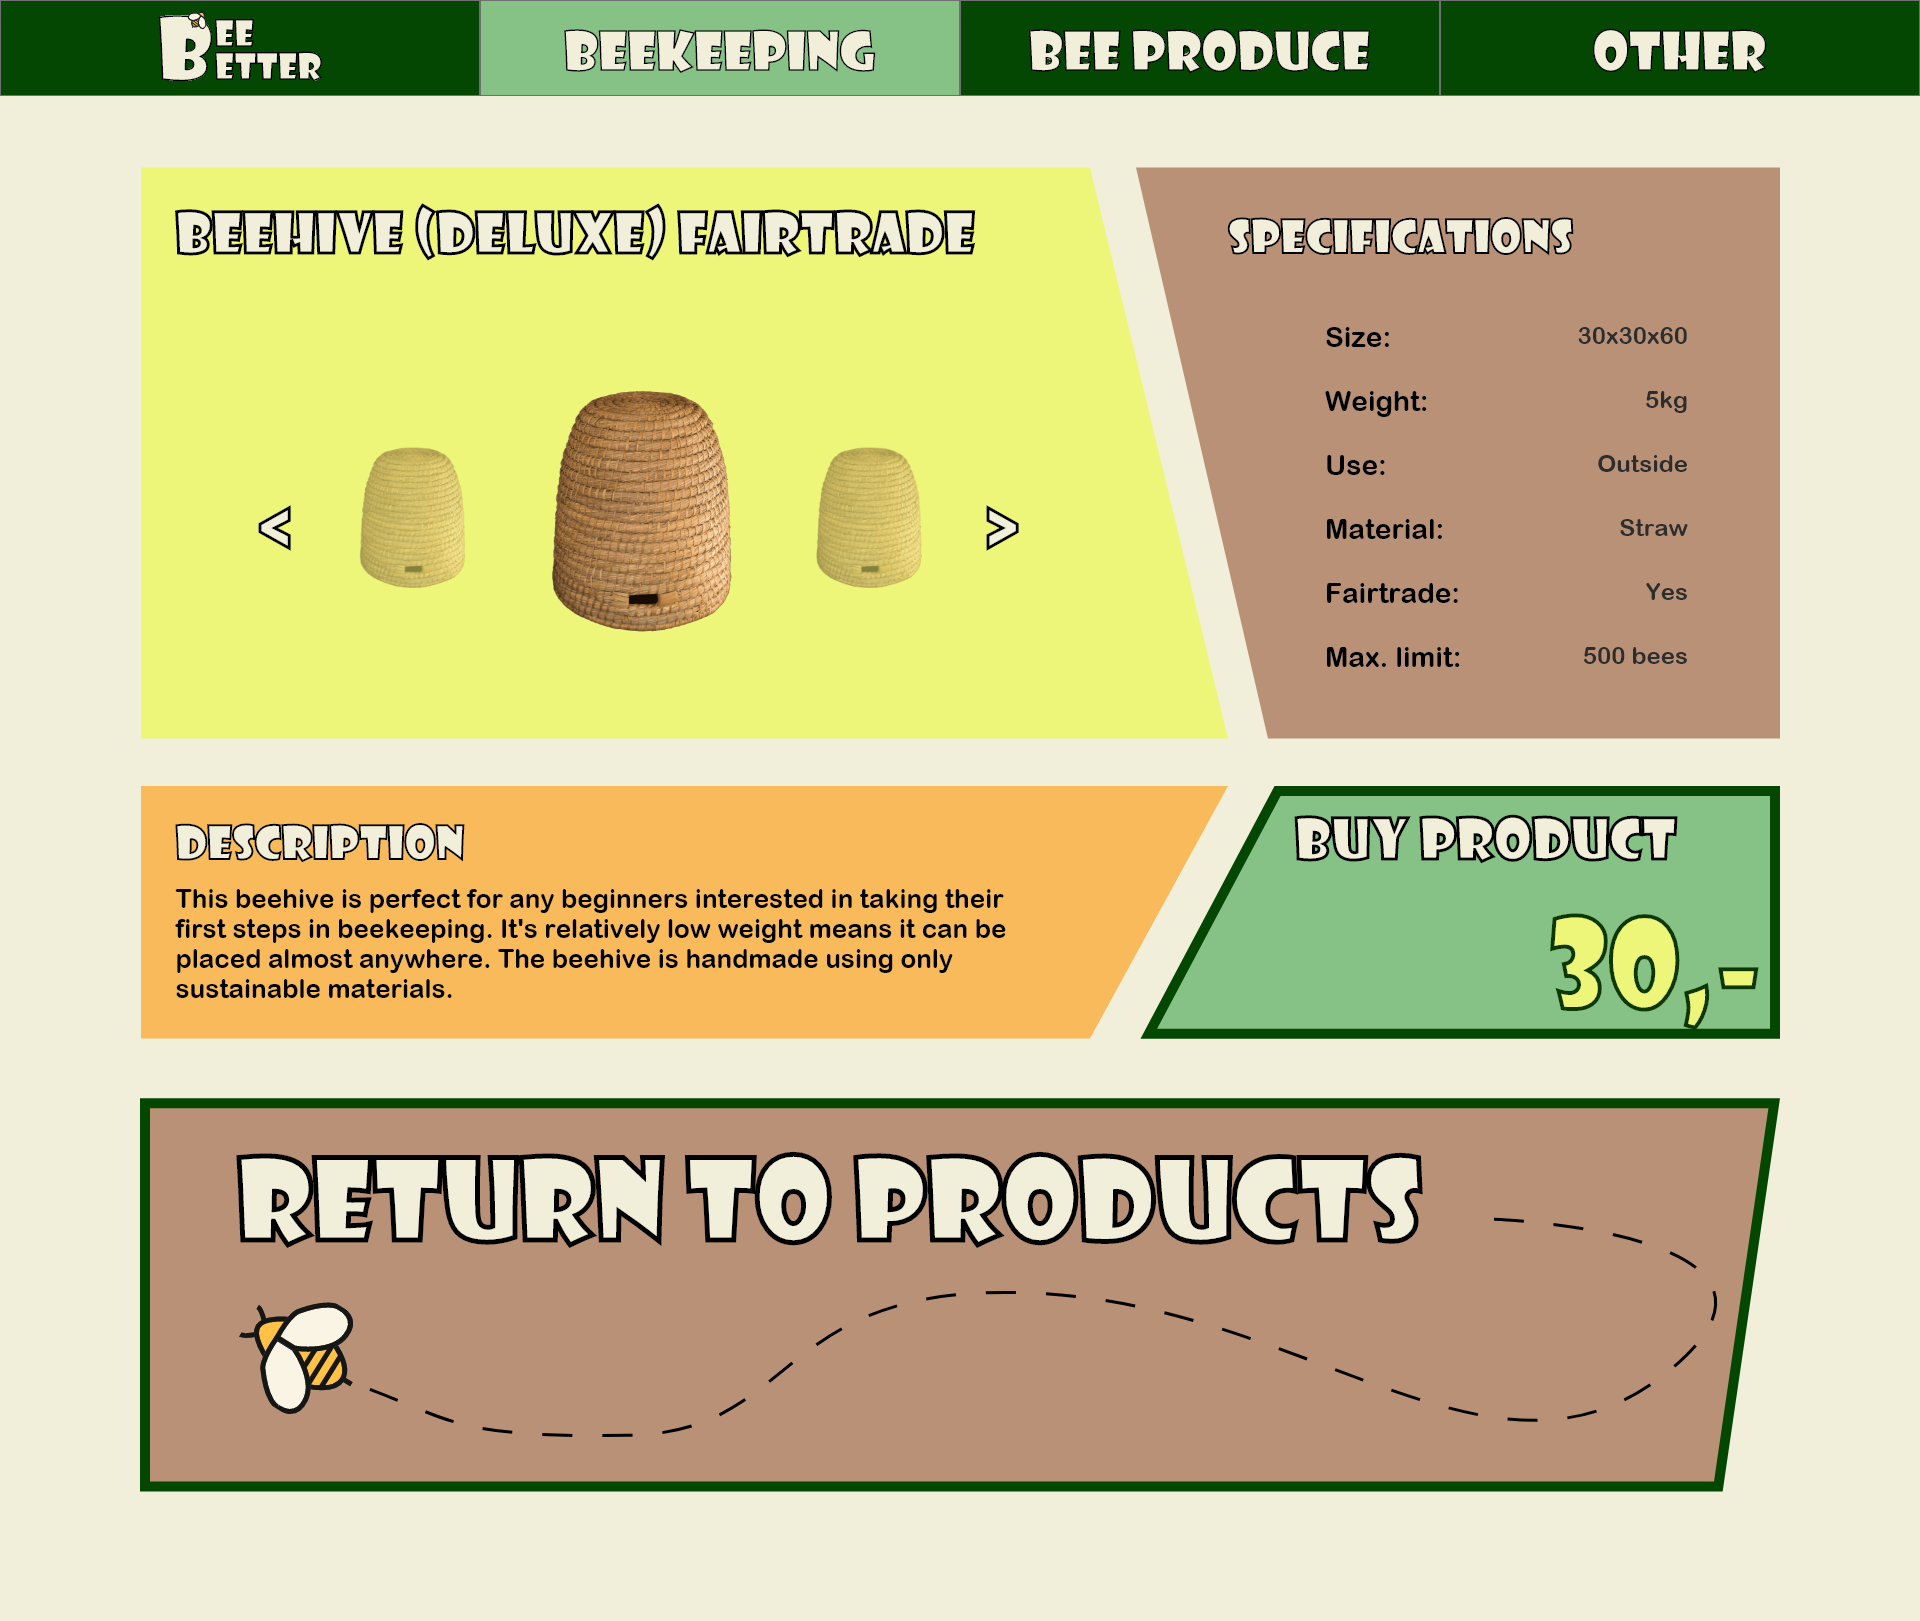 BEE
BETTER
BEEKEEPING
BEE PRODUCE
OTHER
BEEHIVE (DELUXE) FAIRTRADE
<
>
SPECIFICATIONS
Size: 30x30x60
Weight: 5kg
Use: Outside
Material: Straw
Fairtrade: Yes
Max. limit: 500 bees
DESCRIPTION
This beehive is perfect for any beginners interested in taking their
first steps in beekeeping. It's relatively low weight means it can be
placed almost anywhere. The beehive is handmade using only
sustainable materials.
BUY PRODUCT
30,-
RETURN TO PRODUCTS